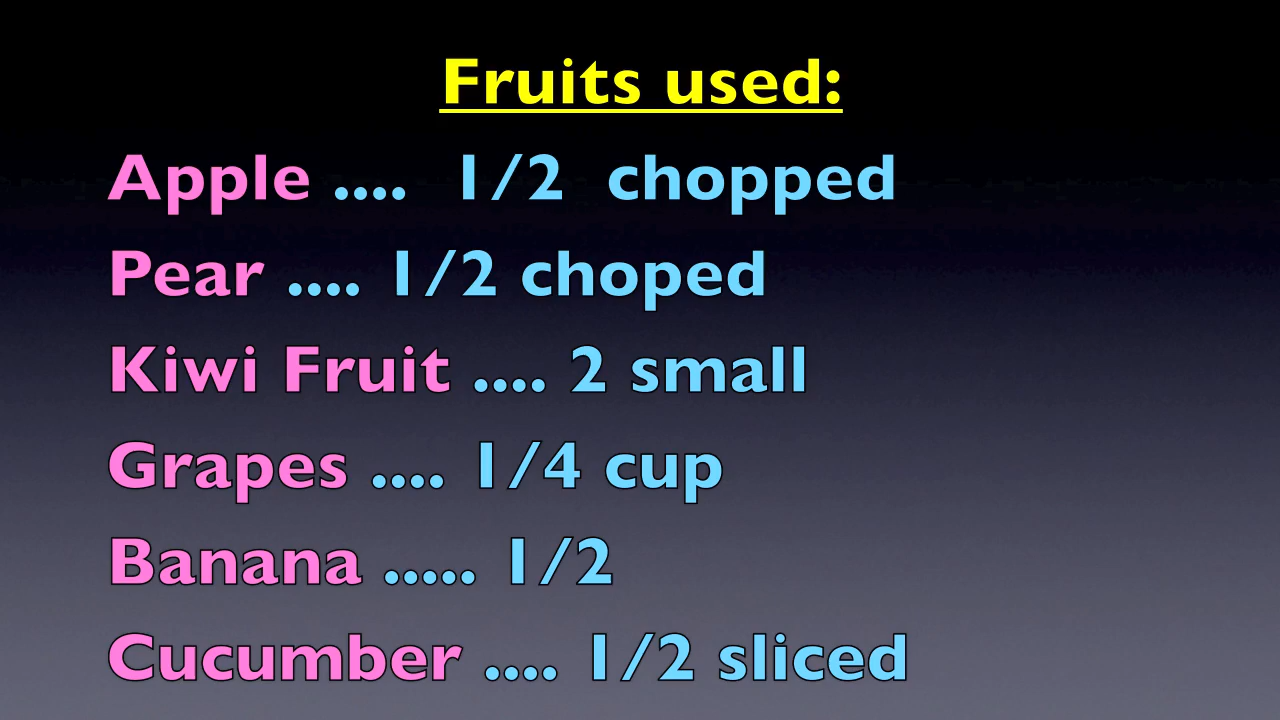 Fruits used:
Apple .... 1/2 chopped
Pear .... 1/2 choped
Kiwi Fruit .... 2 small
Grapes .... 1/4 cup
Banana ..... 1/2
Cucumber .... 1/2 sliced